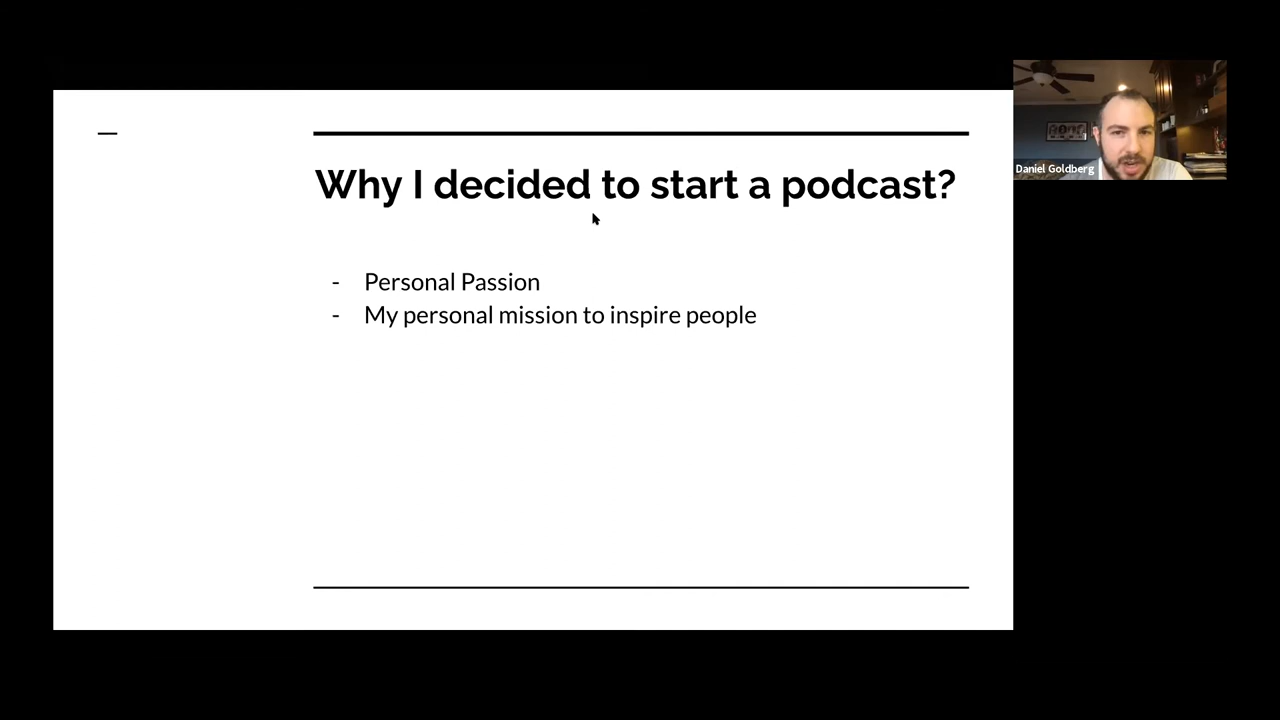 Why I decided to start a podcast?
- Personal Passion
- My personal mission to inspire people
Daniel Goldberg